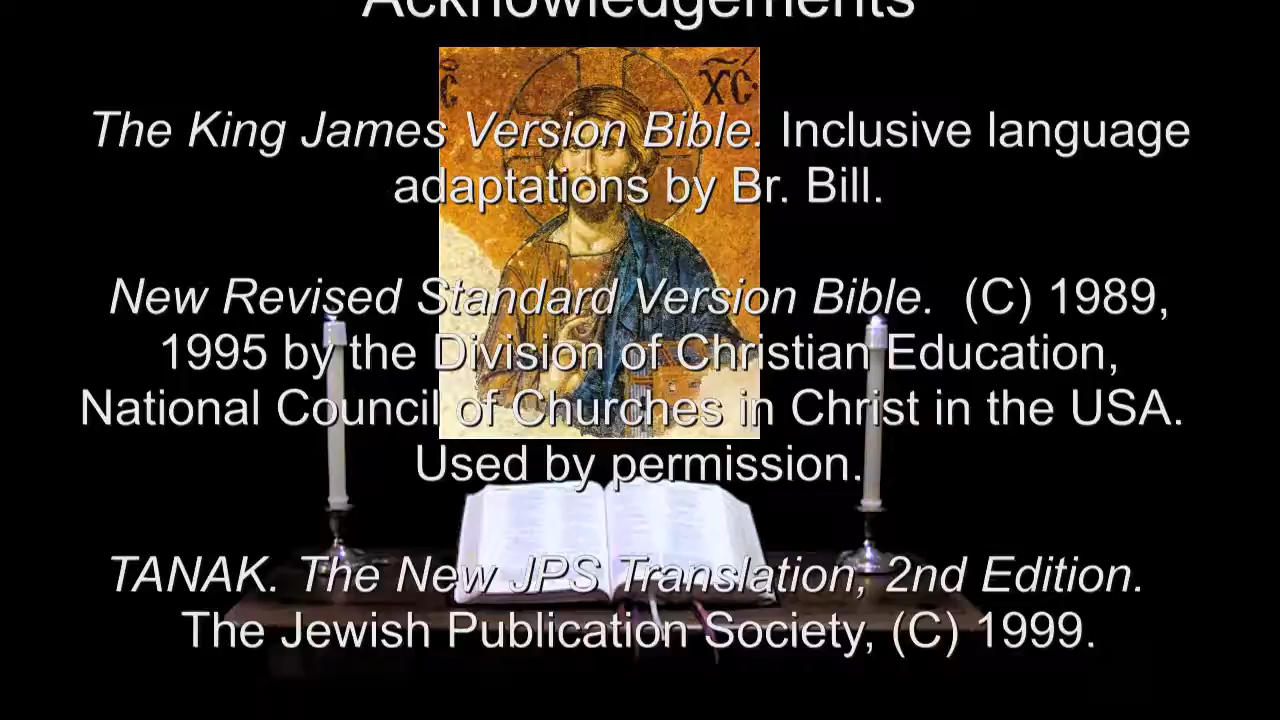 Acknowledgements
The King James Version Bible. Inclusive language
adaptations by Br. Bill.
New Revised Standard Version Bible. (C) 1989,
1995 by the Division of Christian Education,
National Council of Churches in Christ in the USA.
Used by permission.
TANAK. The New JPS Translation, 2nd Edition.
The Jewish Publication Society, (C) 1999.